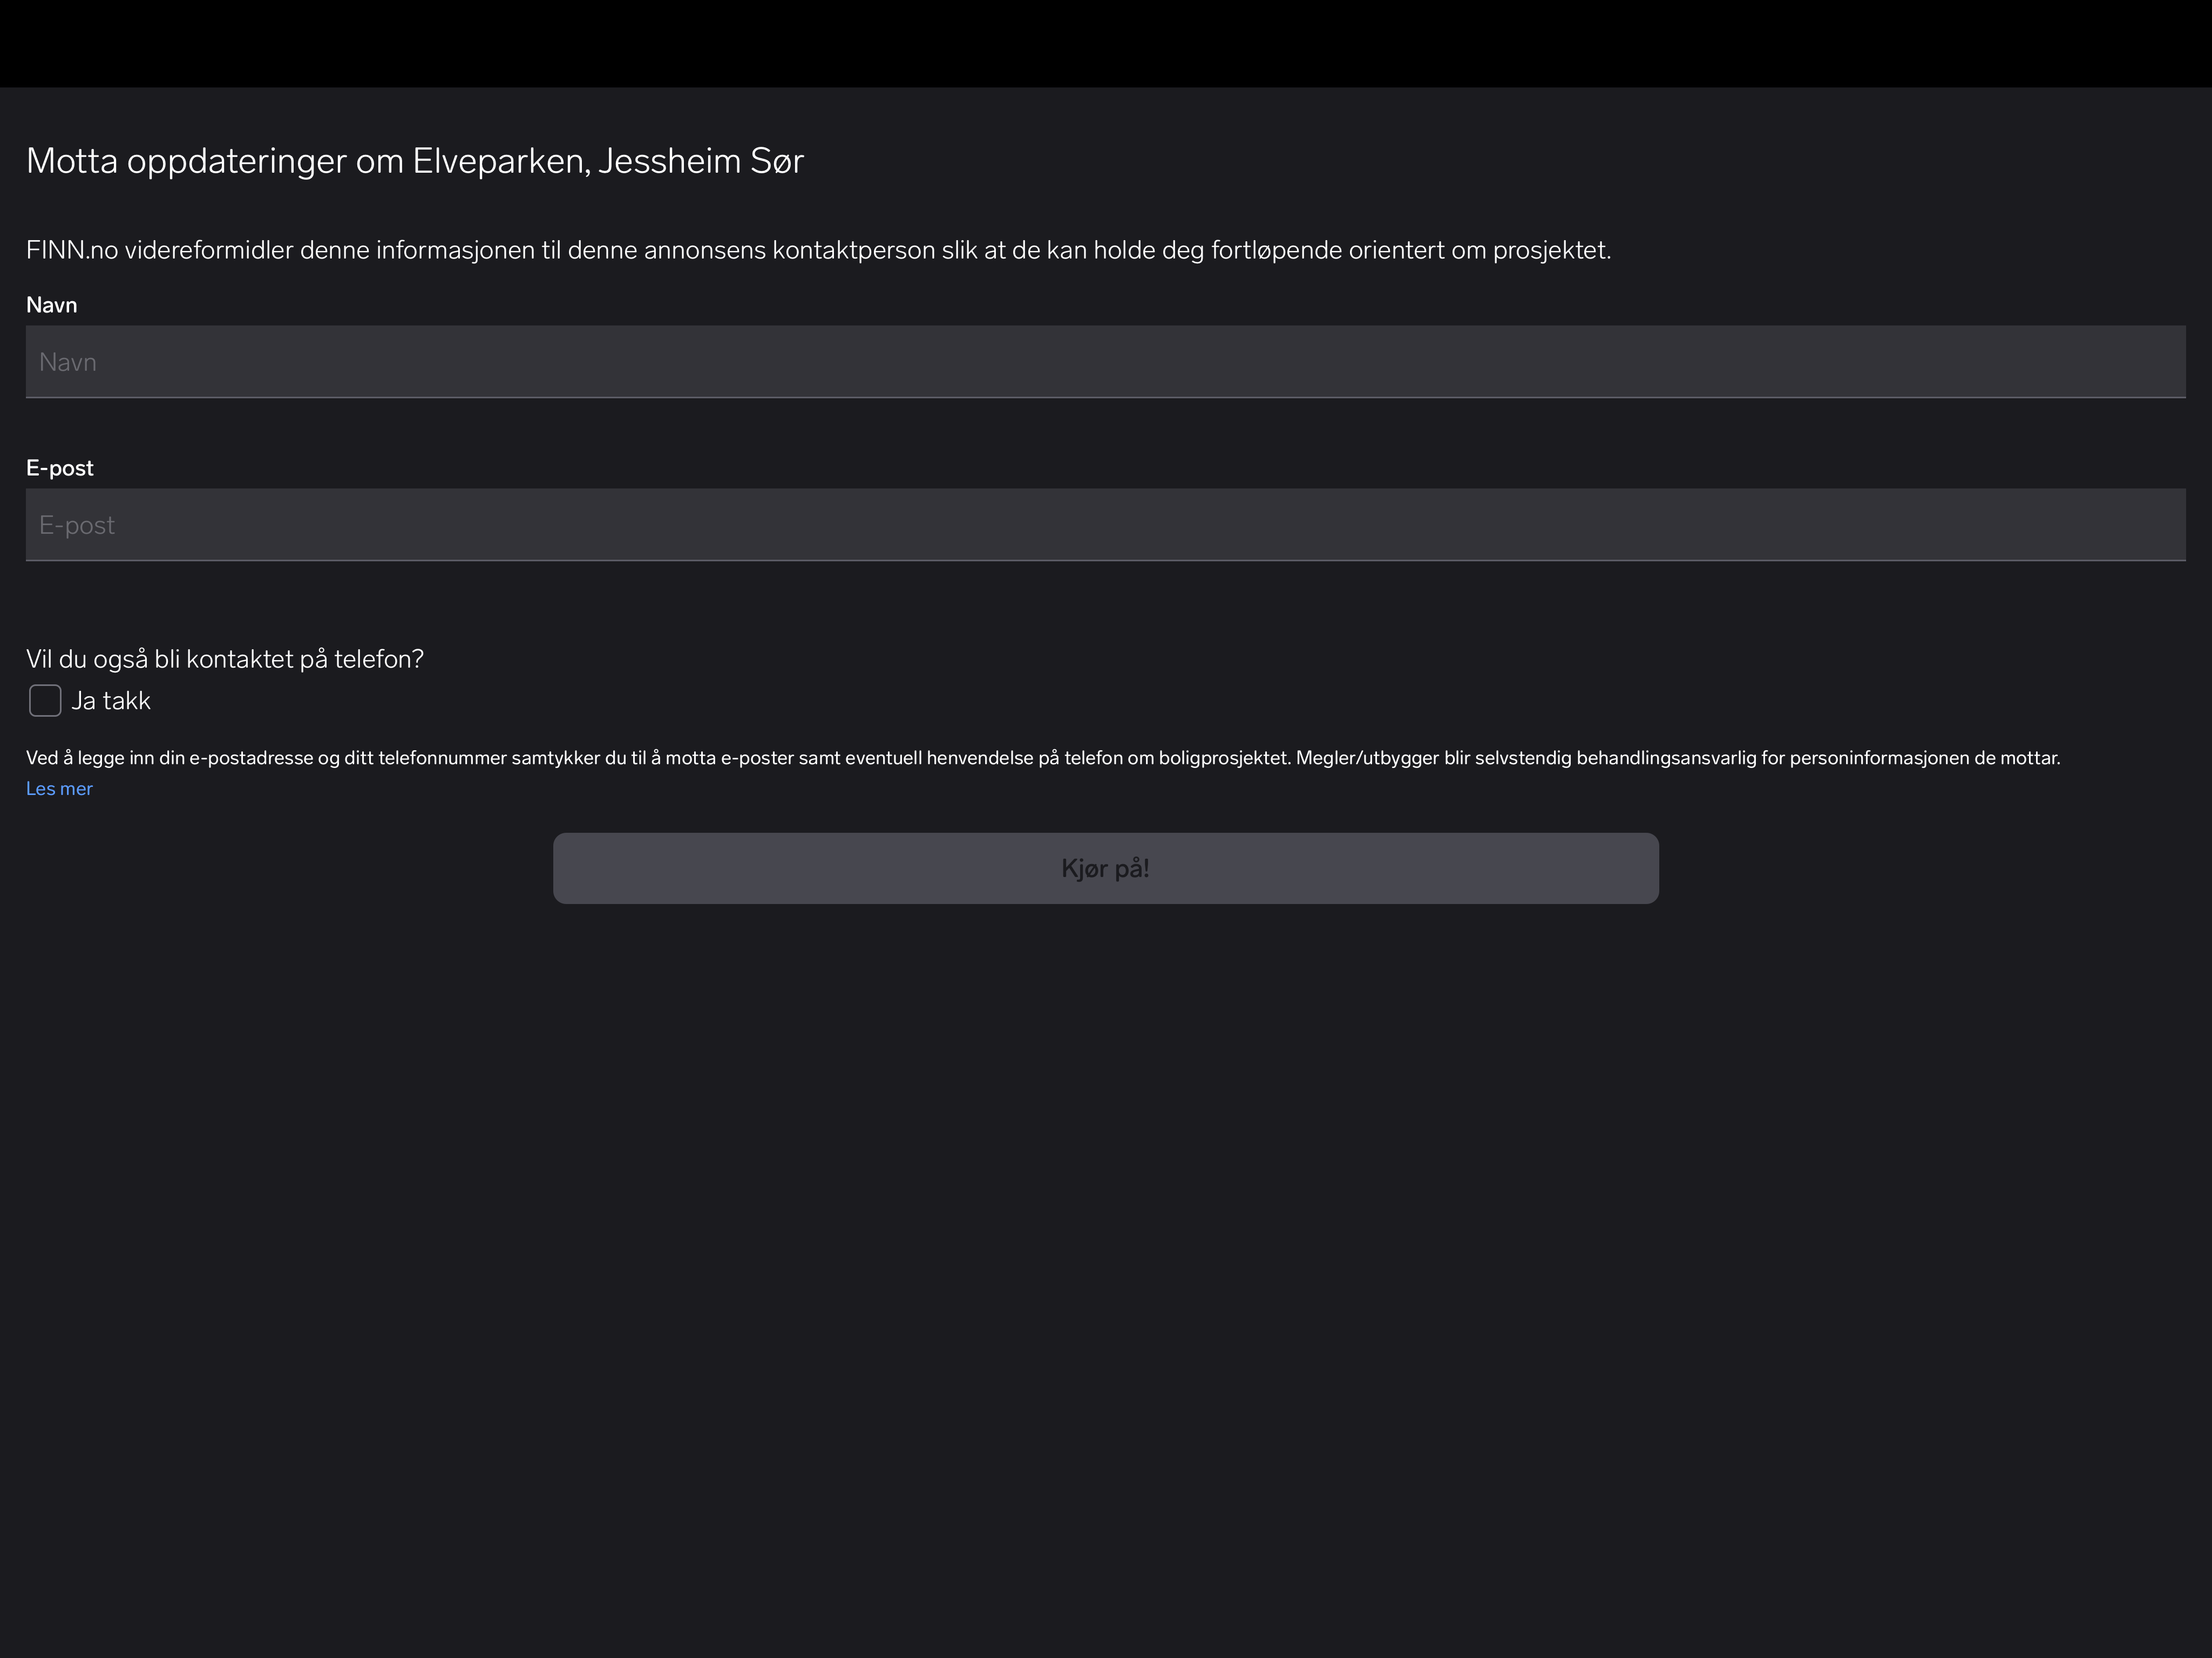 Motta oppdateringer om Elveparken, Jessheim Sør
FINN.no videreformidler denne informasjonen til denne annonsens kontaktperson slik at de kan holde deg fortløpende orientert om prosjektet.
Navn
Navn
E-post
E-post
Vil du også bli kontaktet på telefon?
Ja takk
Ved å legge inn din e-postadresse og ditt telefonnummer samtykker du til å motta e-poster samt eventuell henvendelse på telefon om boligprosjektet. Megler/utbygger blir selvstendig behandlingsansvarlig for personinformasjonen de mottar.
Les mer
Kjør på!